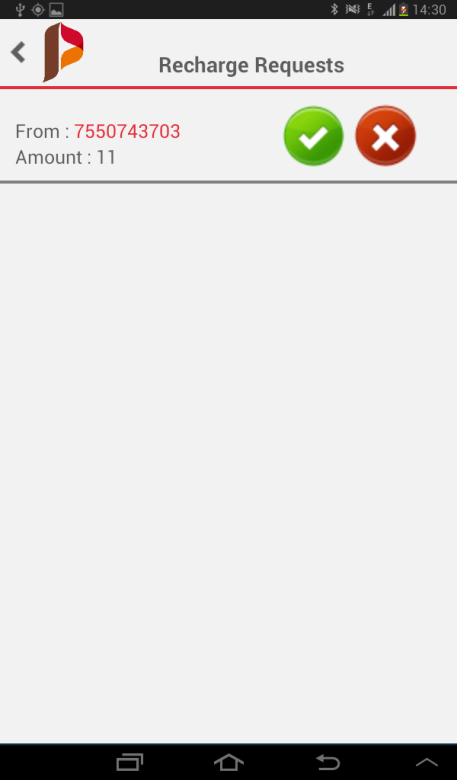 14:30
Recharge Requests
From : 7550743703
Amount : 11